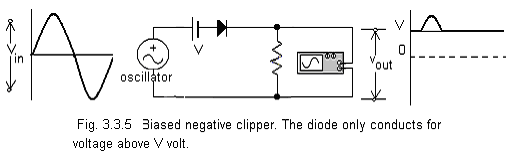 V
in
oscillator
V
V
out
V
0
Fig. 3.3.5 Biased negative clipper. The diode only conducts for
voltage above V volt.